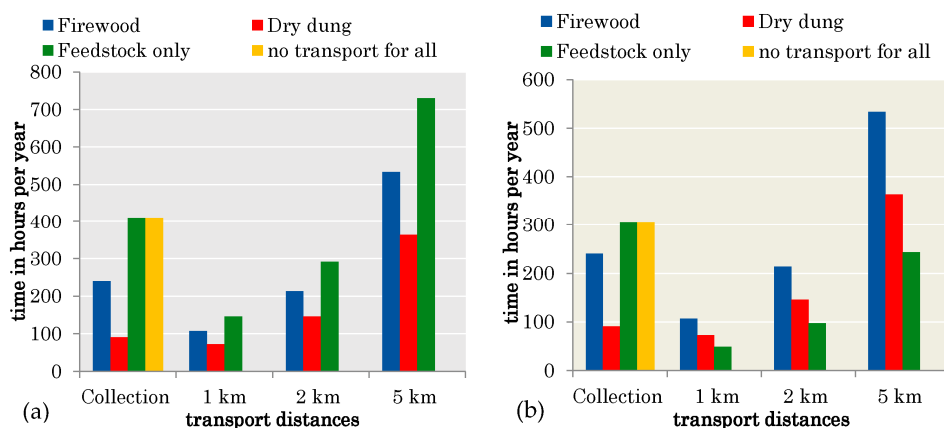 Firewood
Dry dung
Feedstock only
no transport for all
800
700
600
500
400
300
200
100
0
time in hours per year
Collection
1 km
2 km
5 km
transport distances
(a)
Firewood
Dry dung
Feedstock only
no transport for all
600
500
400
300
200
100
0
time in hours per year
Collection
1 km
2 km
5 km
transport distances
(b)